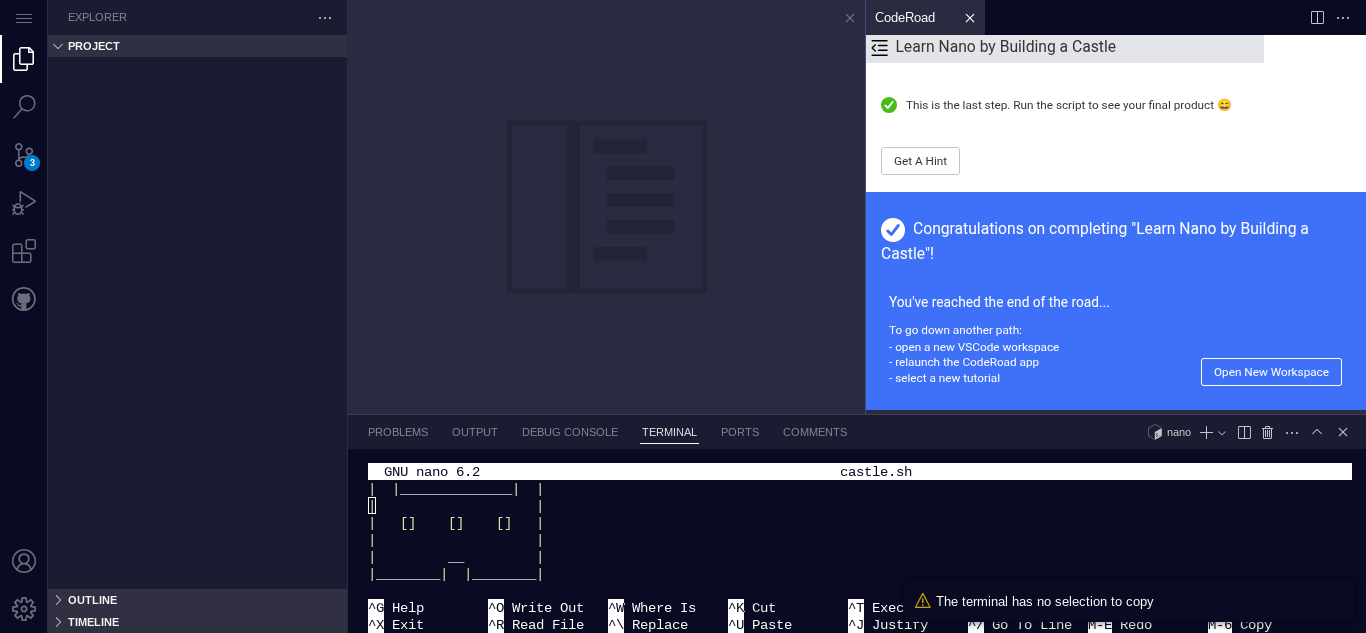 EXPLORER
PROJECT
3
OUTLINE
TIMELINE
CodeRoad
Learn Nano by Building a Castle
This is the last step. Run the script to see your final product 😄
Get A Hint
Congratulations on completing "Learn Nano by Building a
Castle"!
You've reached the end of the road...
To go down another path:
- open a new VSCode workspace
- relaunch the CodeRoad app
- select a new tutorial
Open New Workspace
PROBLEMS OUTPUT DEBUG CONSOLE TERMINAL PORTS COMMENTS nano
GNU nano 6.2 castle.sh
|  |______________|  |
|                    |
|   []    []    []   |
|                    |
|         __         |
|________|  |________|
The terminal has no selection to copy
^G Help ^O Write Out ^W Where Is ^K Cut ^T Exec
^X Exit ^R Read File ^\ Replace ^U Paste ^J Justify ^/ Go To Line M-E Redo M-6 Copy